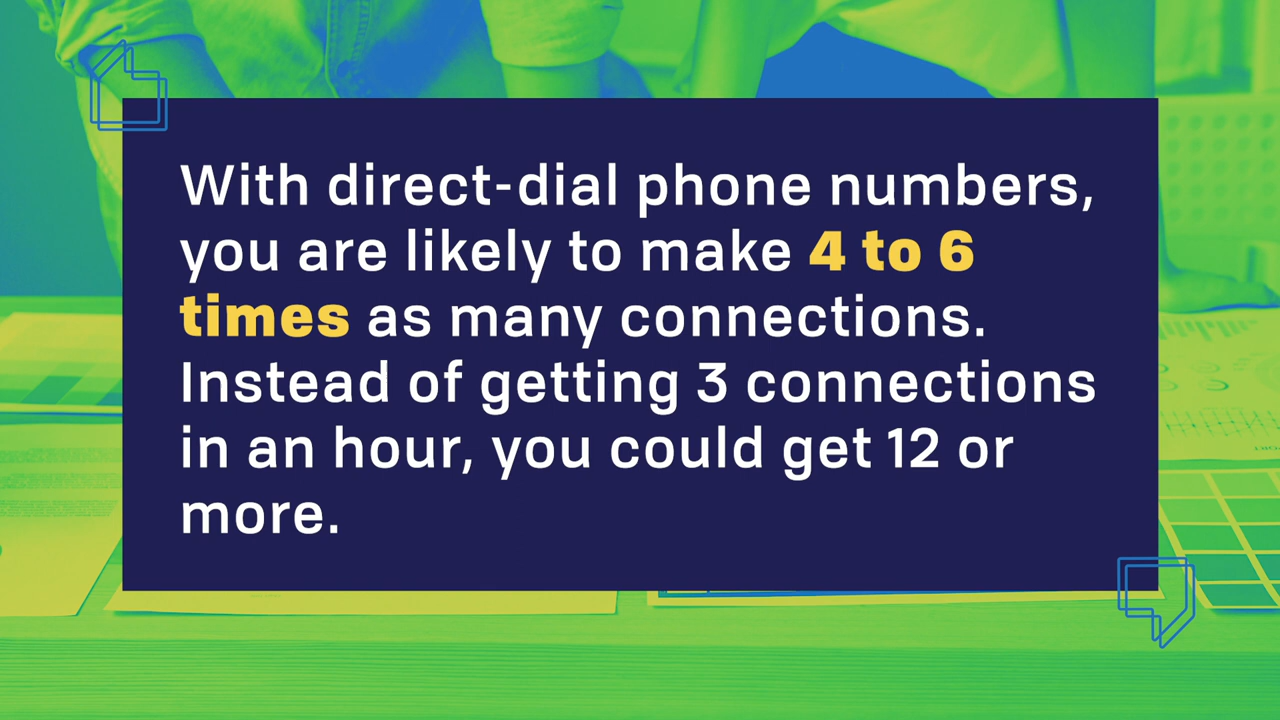 With direct-dial phone numbers,
you are likely to make 4 to 6
times as many connections.
Instead of getting 3 connections
in an hour, you could get 12 or
more.